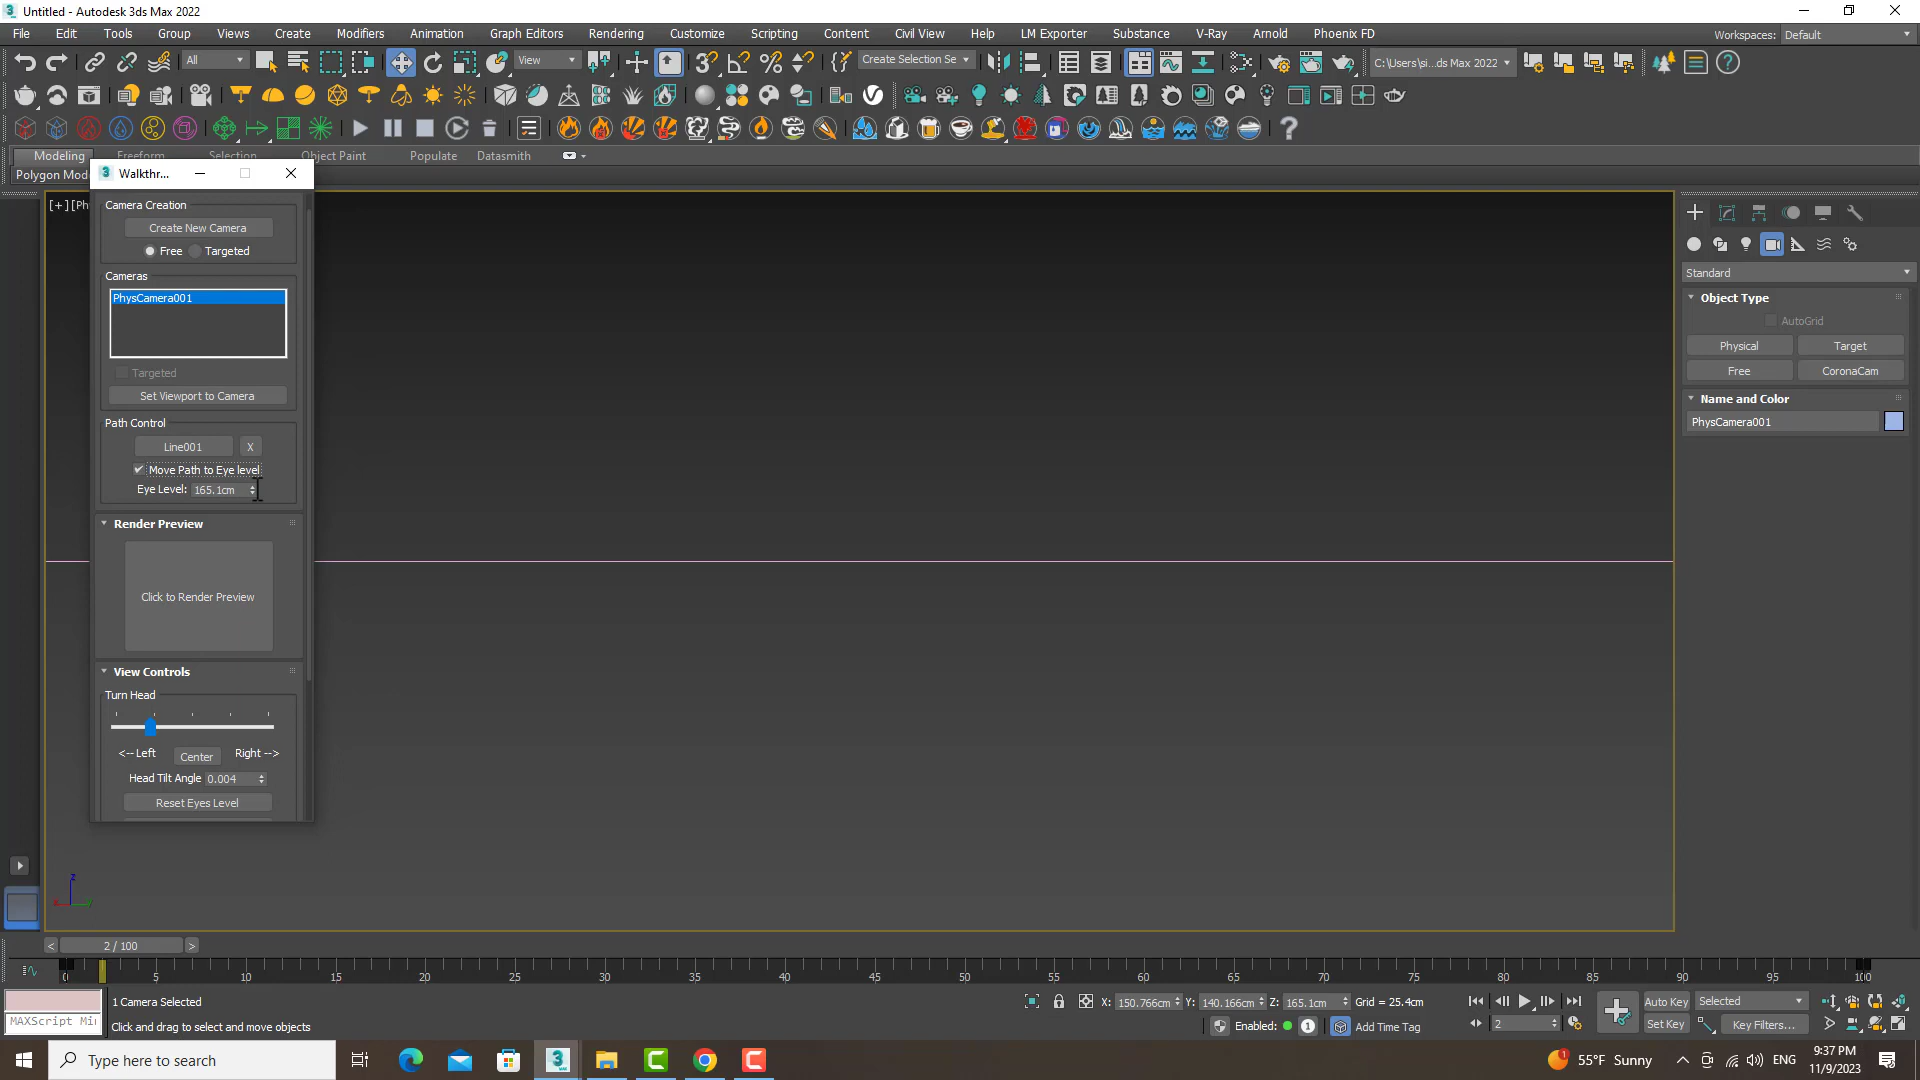 Untitled - Autodesk 3ds Max 2022
File Edit Tools Group Views Create Modifiers Animation Graph Editors Rendering Customize Scripting Content Civil View Help LM Exporter Substance V-Ray Arnold Phoenix FD Workspaces: Default
All View Create Selection Se C:\Users\si...ds Max 2022
Modeling Freeform Selection Object Paint Populate Datasmith
Polygon Mode
Walkthr...
[+][Ph
Camera Creation
Create New Camera
Free Targeted
Cameras
PhysCamera001
Targeted
Set Viewport to Camera
Path Control
Line001 X
Move Path to Eye level
Eye Level: 165.1cm
Render Preview
Click to Render Preview
View Controls
Turn Head
<-- Left Center Right -->
Head Tilt Angle 0.004
Reset Eyes Level
Standard
Object Type
AutoGrid
Physical Target
Free CoronaCam
Name and Color
PhysCamera001
z
x y
< 2 / 100 >
0 5 10 15 20 25 30 35 40 45 50 55 60 65 70 75 80 85 90 95 100
1 Camera Selected X: 150.766cm Y: 140.166cm Z: 165.1cm Grid = 25.4cm Auto Key Selected
MAXScript Mi Click and drag to select and move objects Enabled: 1 Add Time Tag 2 Set Key Key Filters...
Type here to search 55°F Sunny ENG 9:37 PM
11/9/2023